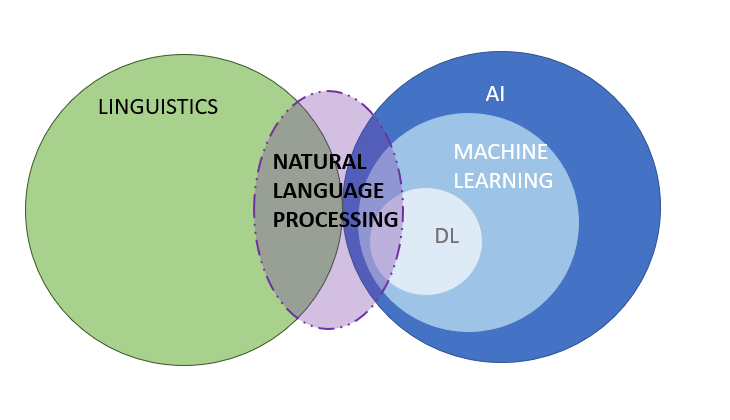 LINGUISTICS
NATURAL
LANGUAGE
PROCESSING
AI
MACHINE
LEARNING
DL